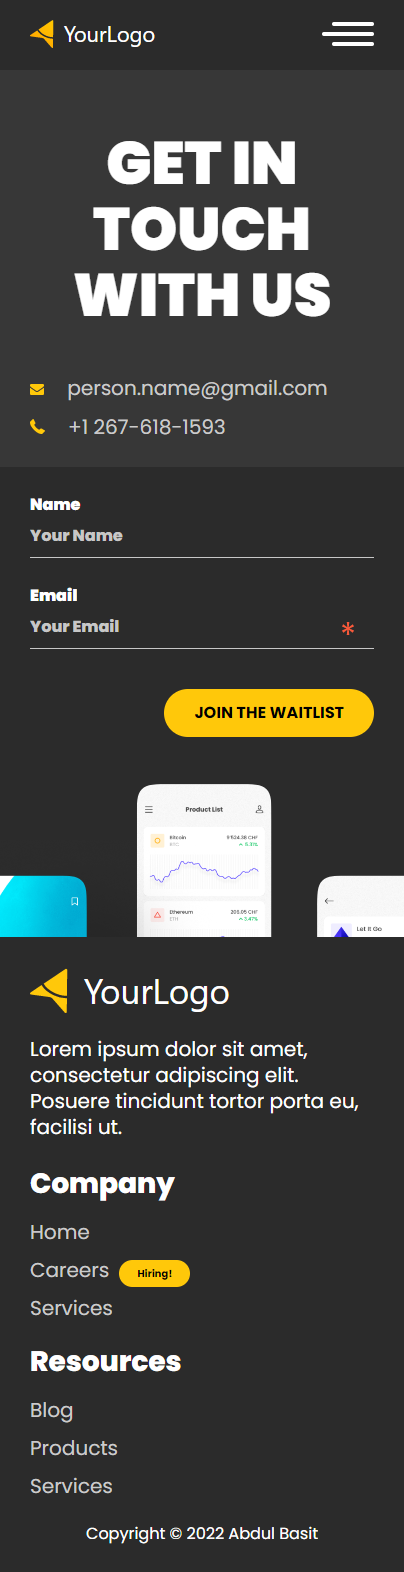 YourLogo
GET IN
TOUCH
WITH US
person.name@gmail.com
+1 267-618-1593
Name
Your Name
Email
Your Email
*
JOIN THE WAITLIST
Product List
Bitcoin 9'524.38 CHF
BTC 5.31%
Ethereum 206.05 CHF
ETH 3.47%
Let It Go
YourLogo
Lorem ipsum dolor sit amet,
consectetur adipiscing elit.
Posuere tincidunt tortor porta eu,
facilisi ut.
Company
Home
Careers Hiring!
Services
Resources
Blog
Products
Services
Copyright © 2022 Abdul Basit